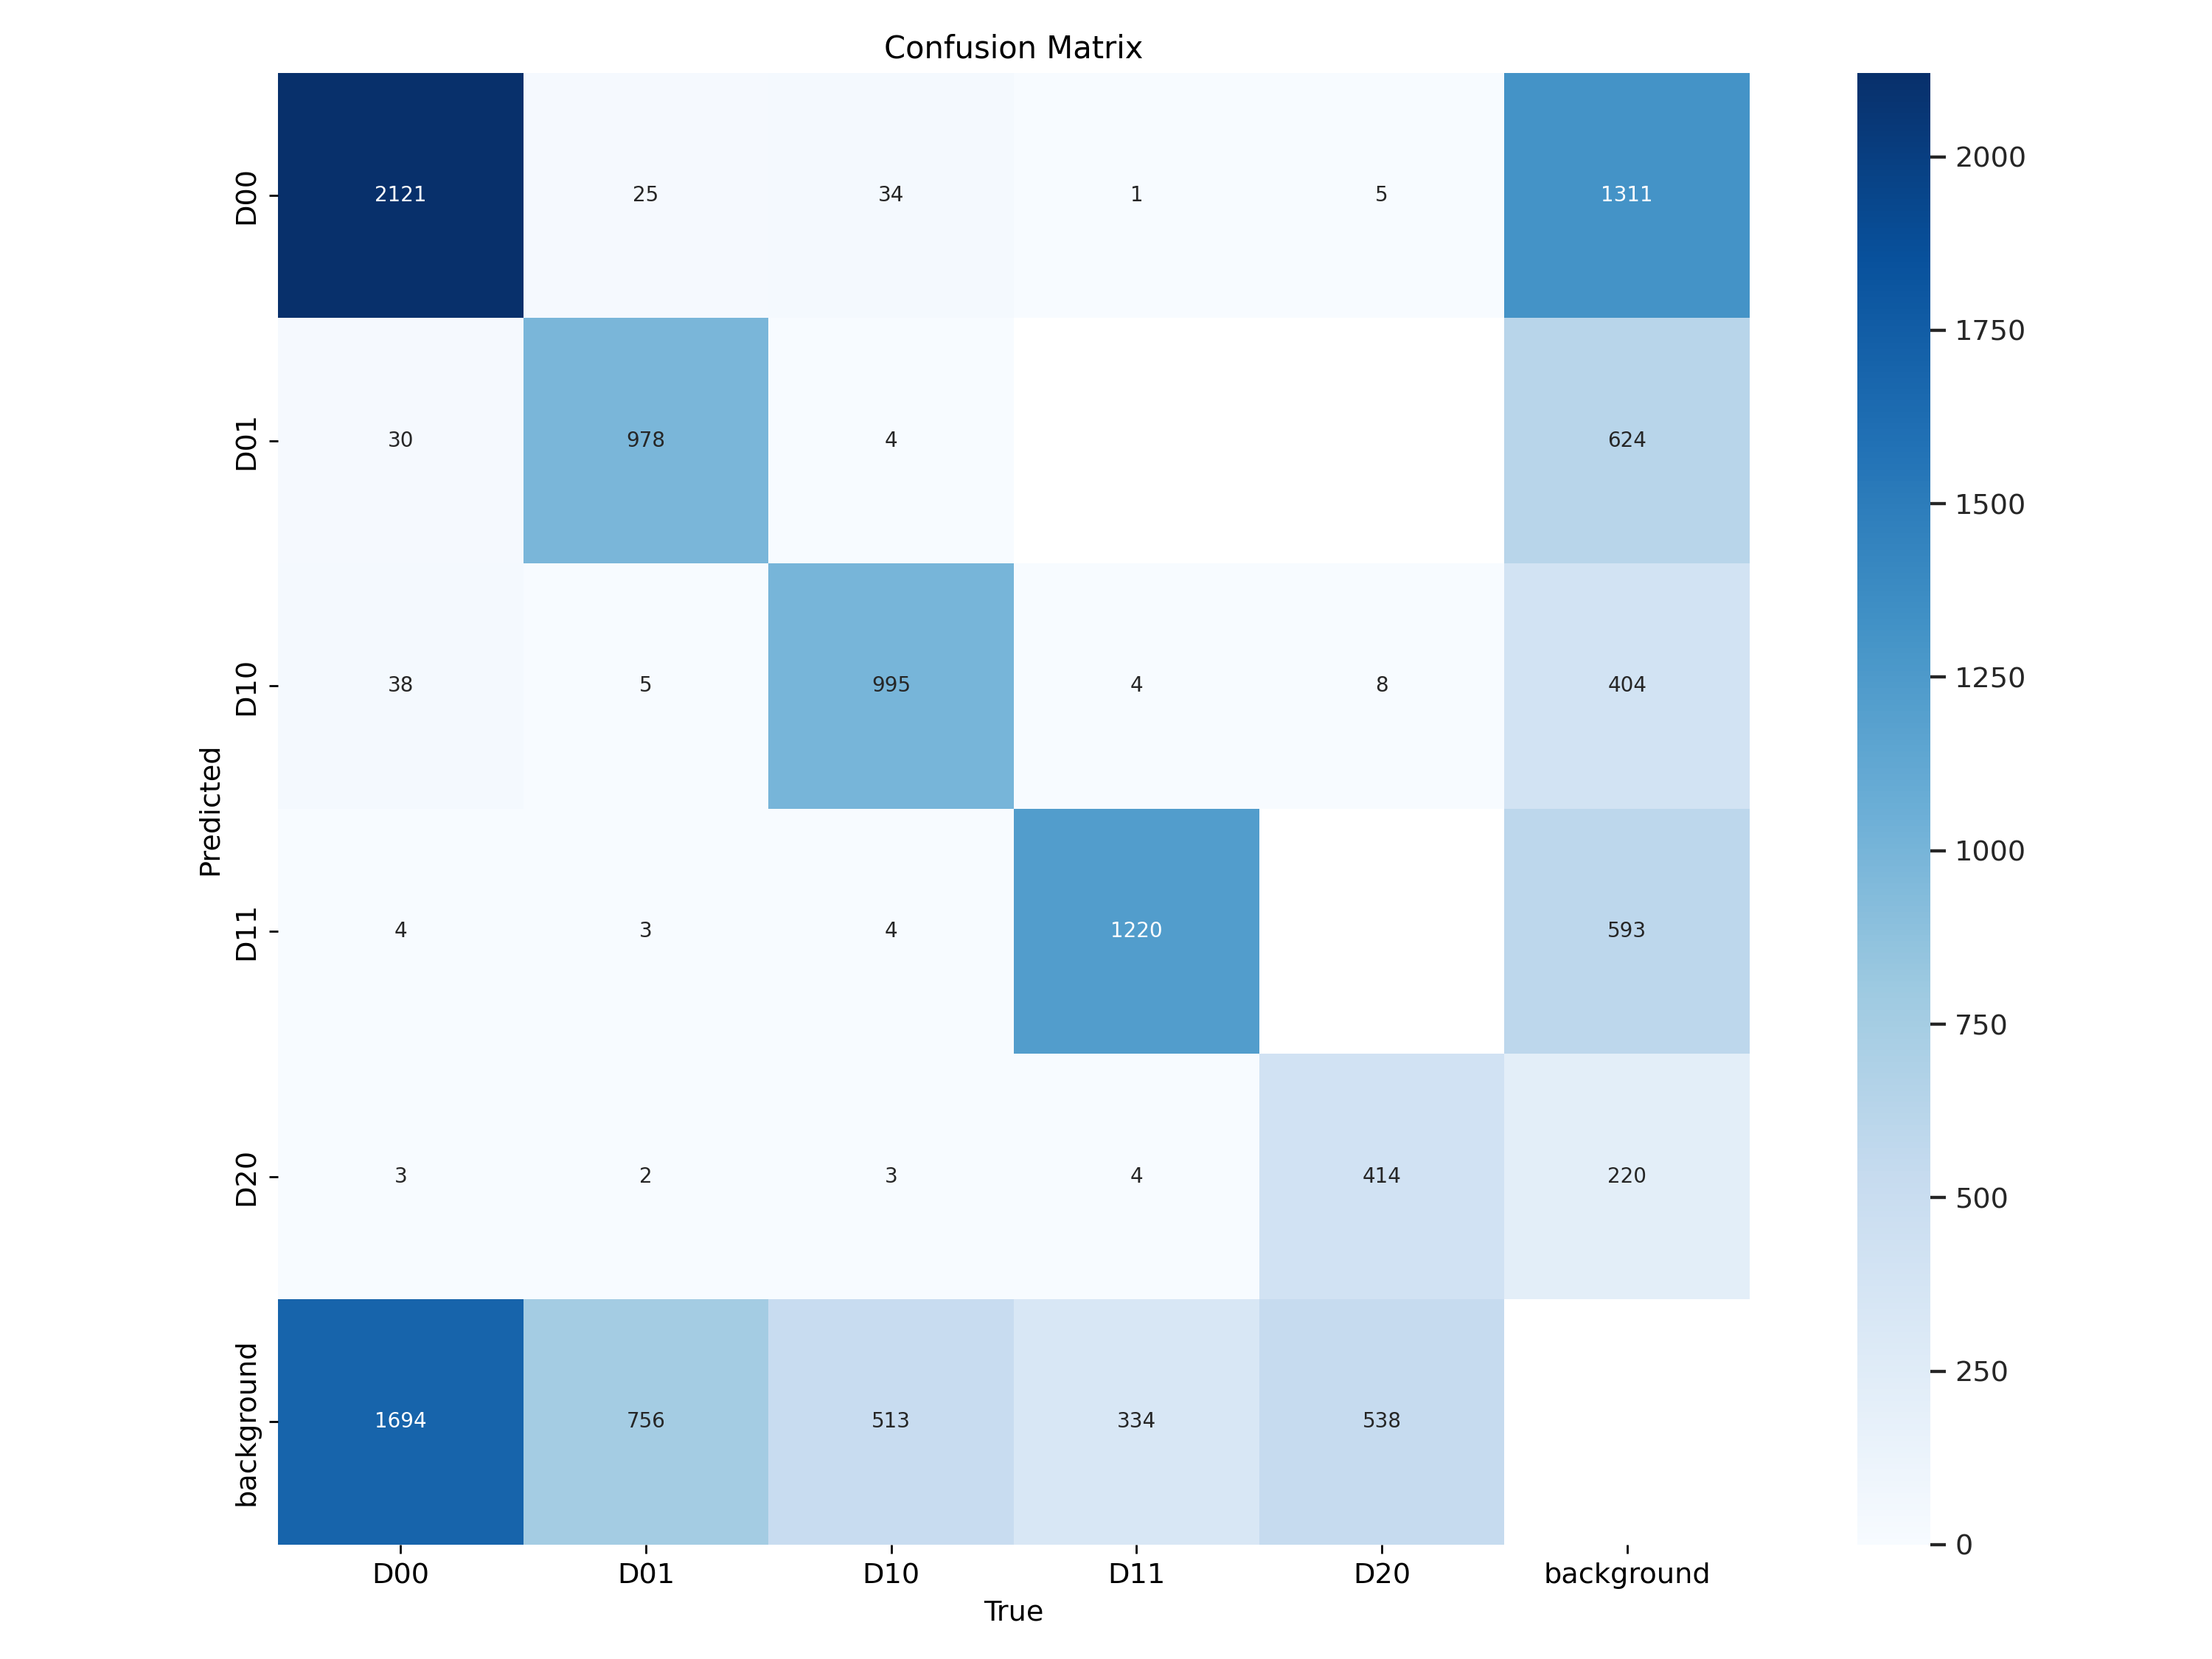 Confusion Matrix
D00 2121 25 34 1 5 1311
D01 30 978 4 624
D10 38 5 995 4 8 404
D11 4 3 4 1220 593
D20 3 2 3 4 414 220
background 1694 756 513 334 538
D00 D01 D10 D11 D20 background
True
Predicted
2000
1750
1500
1250
1000
750
500
250
0